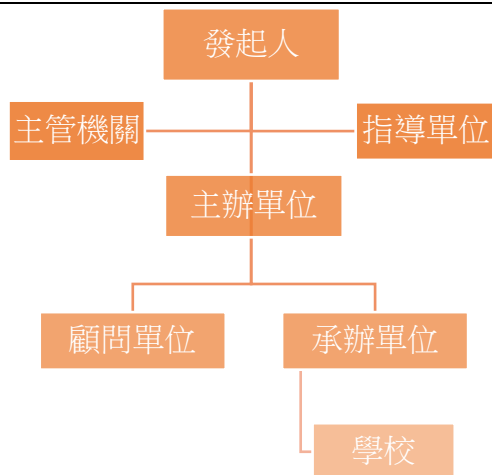 發起人
主管機關
指導單位
主辦單位
顧問單位
承辦單位
學校